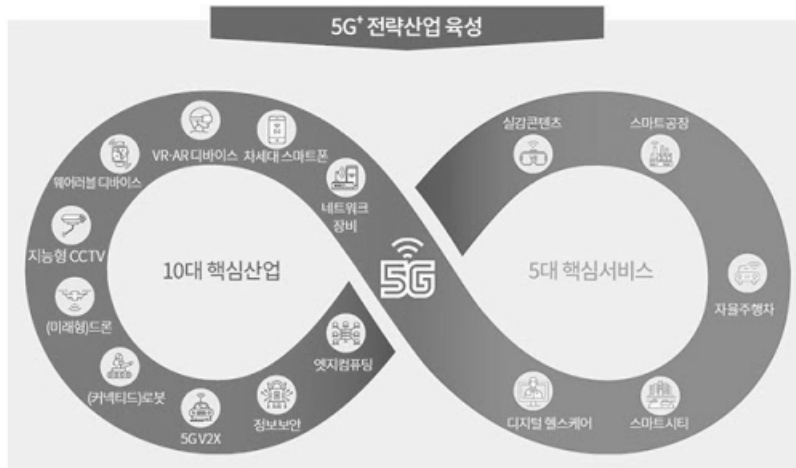 5G⁺ 전략산업 육성
10대 핵심산업
네트워크
장비
차세대 스마트폰
VR·AR 디바이스
웨어러블 디바이스
지능형 CCTV
(미래형)드론
(커넥티드)로봇
5G V2X
정보보안
엣지컴퓨팅
5G
5대 핵심서비스
실감콘텐츠
스마트공장
자율주행차
스마트시티
디지털 헬스케어